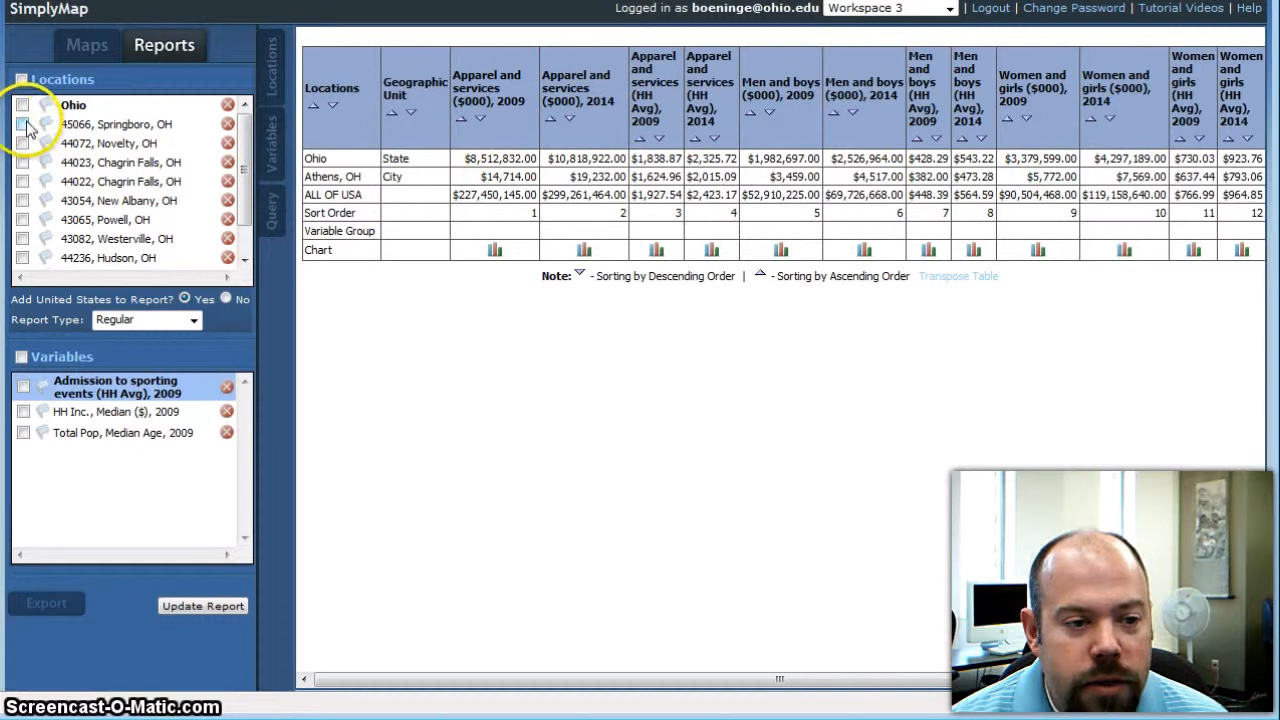 SimplyMap
Logged in as boeninge@ohio.edu Workspace 3 | Logout | Change Password | Tutorial Videos | Help
Maps Reports
Locations
Ohio
45066, Springboro, OH
44072, Novelty, OH
44023, Chagrin Falls, OH
44022, Chagrin Falls, OH
43054, New Albany, OH
43065, Powell, OH
43082, Westerville, OH
44236, Hudson, OH
Add United States to Report? Yes No
Report Type: Regular
Variables
Admission to sporting
events (HH Avg), 2009
HH Inc., Median ($), 2009
Total Pop, Median Age, 2009
Export Update Report
Locations
Variables
Query
Locations Geographic Unit Apparel and services ($000), 2009 Apparel and services ($000), 2014 Apparel and services (HH Avg), 2009 Apparel and services (HH Avg), 2014 Men and boys ($000), 2009 Men and boys ($000), 2014 Men and boys (HH Avg), 2009 Men and boys (HH Avg), 2014 Women and girls ($000), 2009 Women and girls ($000), 2014 Women and girls (HH Avg), 2009 Women and girls (HH Avg), 2014
Ohio State $8,512,832.00 $10,818,922.00 $1,838.87 $2,325.72 $1,982,697.00 $2,526,964.00 $428.29 $543.22 $3,379,599.00 $4,297,189.00 $730.03 $923.76
Athens, OH City $14,714.00 $19,232.00 $1,624.96 $2,015.09 $3,459.00 $4,517.00 $382.00 $473.28 $5,772.00 $7,569.00 $637.44 $793.06
ALL OF USA $227,450,145.00 $299,261,464.00 $1,927.54 $2,423.17 $52,910,225.00 $69,726,668.00 $448.39 $564.59 $90,504,468.00 $119,158,640.00 $766.99 $964.85
Sort Order 1 2 3 4 5 6 7 8 9 10 11 12
Variable Group
Chart
Note: - Sorting by Descending Order | - Sorting by Ascending Order Transpose Table
Screencast-O-Matic.com